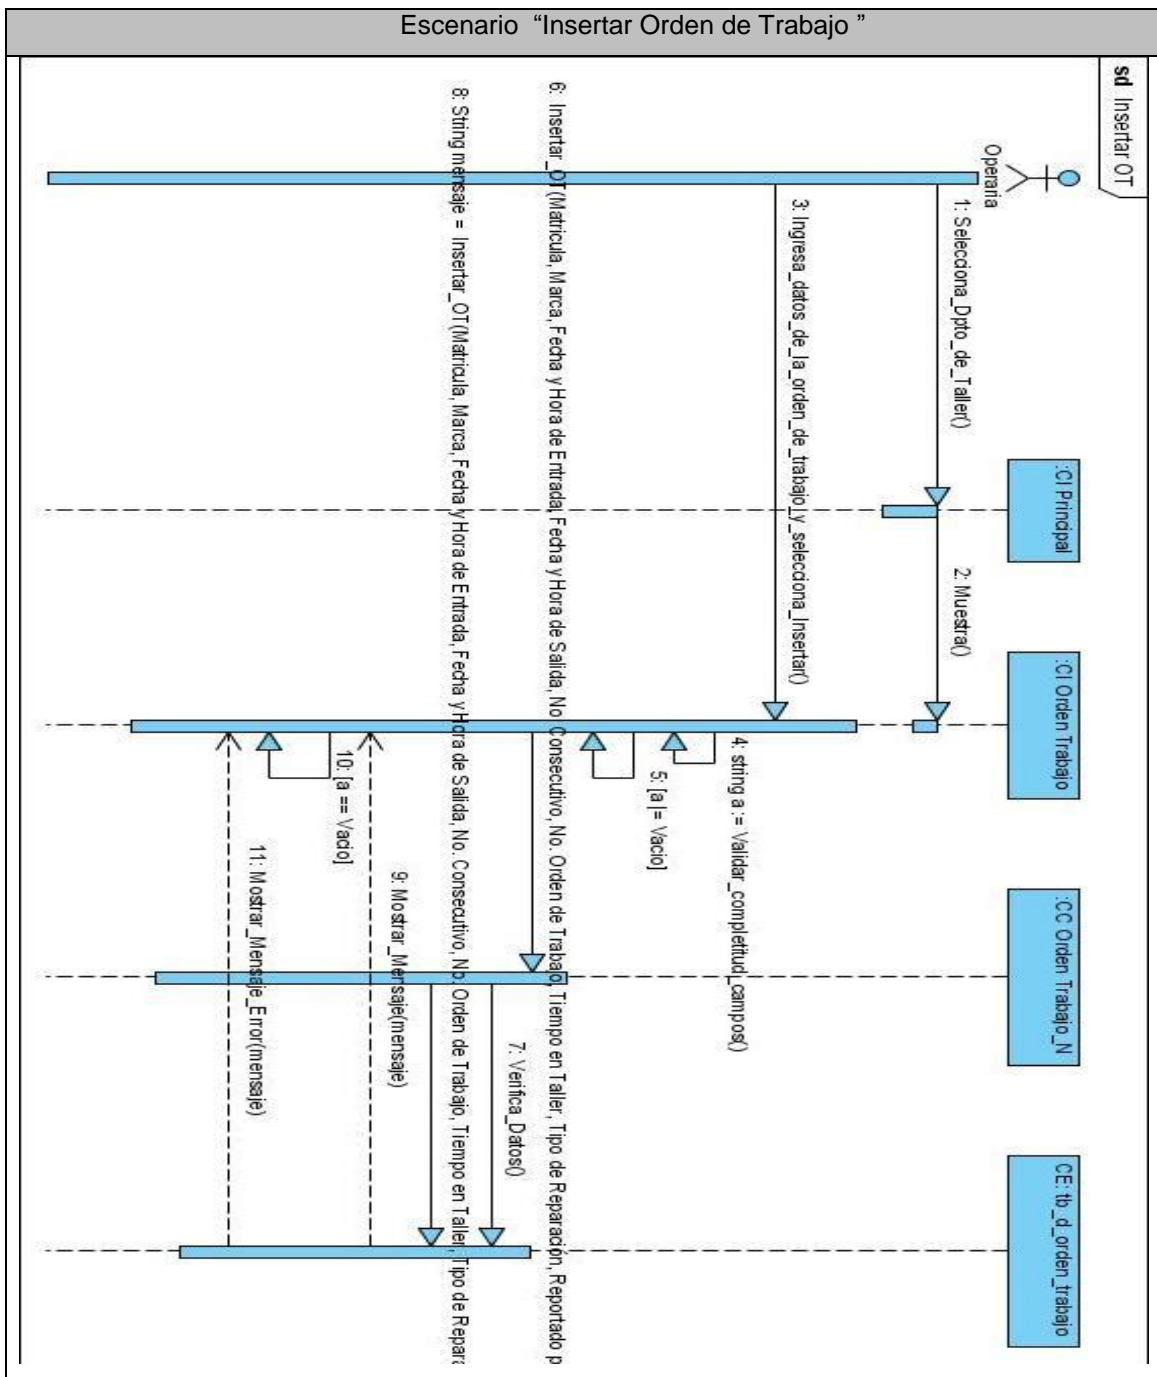 Escenario “Insertar Orden de Trabajo ”
sd Insertar OT
Operaria
:CI Principal
:CI Orden Trabajo
:CC Orden Trabajo_N
CE: tb_d_orden_trabajo
1: Selecciona_Dpto_de_Taller()
2: Muestra()
3: Ingresa_datos_de_la_orden_de_trabajo_y_selecciona_Insertar()
4: string a := Validar_completitud_campos()
5: [a |= Vacio]
6: Insertar_OT(Matricula, Marca, Fecha y Hora de Entrada, Fecha y Hora de Salida, No Consecutivo, No. Orden de Trabajo, Tiempo en Taller, Tipo de Reparación, Reportado p
7: Verifica_Datos()
8: String mensaje = Insertar_OT(Matricula, Marca, Fecha y Hora de Entrada, Fecha y Hora de Salida, No. Consecutivo, No. Orden de Trabajo, Tiempo en Taller, Tipo de Repara
9: Mostrar_Mensaje(mensaje)
10: [a == Vacio]
11: Mostrar_Mensaje_Error(mensaje)